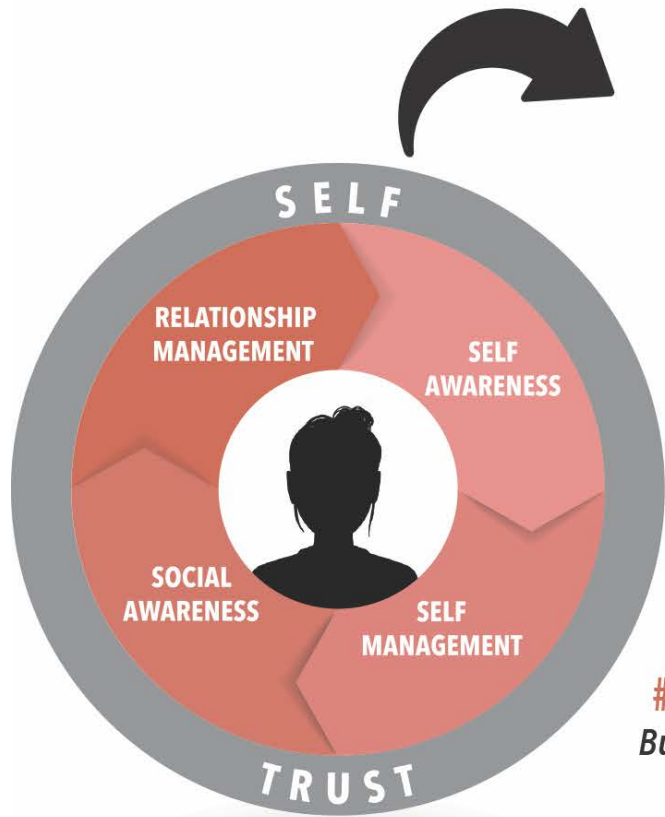 SELF
RELATIONSHIP
MANAGEMENT
SELF
AWARENESS
SOCIAL
AWARENESS
SELF
MANAGEMENT
#
TRUST